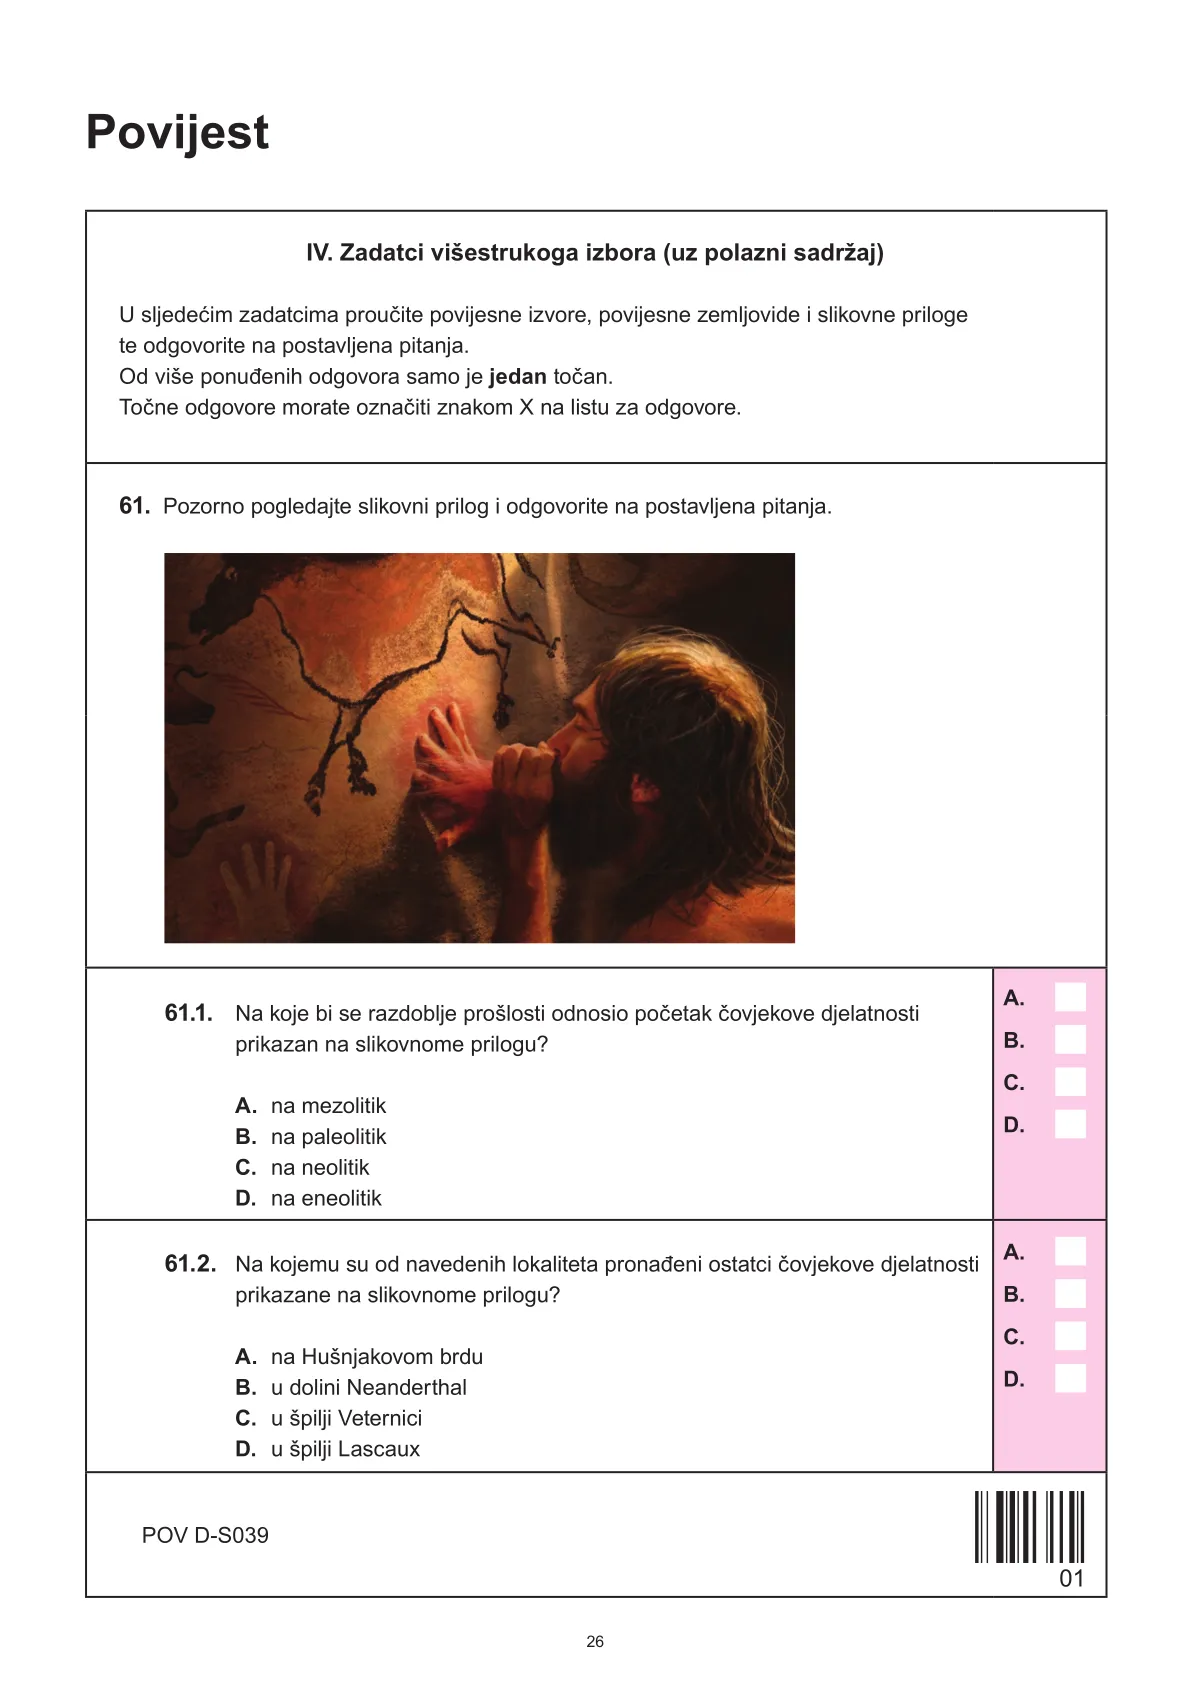 Povijest
IV. Zadatci višestrukoga izbora (uz polazni sadržaj)
U sljedećim zadatcima proučite povijesne izvore, povijesne zemljovide i slikovne priloge
te odgovorite na postavljena pitanja.
Od više ponuđenih odgovora samo je jedan točan.
Točne odgovore morate označiti znakom X na listu za odgovore.
61. Pozorno pogledajte slikovni prilog i odgovorite na postavljena pitanja.
61.1. Na koje bi se razdoblje prošlosti odnosio početak čovjekove djelatnosti
prikazan na slikovnome prilogu?
A. na mezolitik
B. na paleolitik
C. na neolitik
D. na eneolitik
A.
B.
C.
D.
61.2. Na kojemu su od navedenih lokaliteta pronađeni ostatci čovjekove djelatnosti
prikazane na slikovnome prilogu?
A. na Hušnjakovom brdu
B. u dolini Neanderthal
C. u špilji Veternici
D. u špilji Lascaux
A.
B.
C.
D.
POV D-S039
01
26